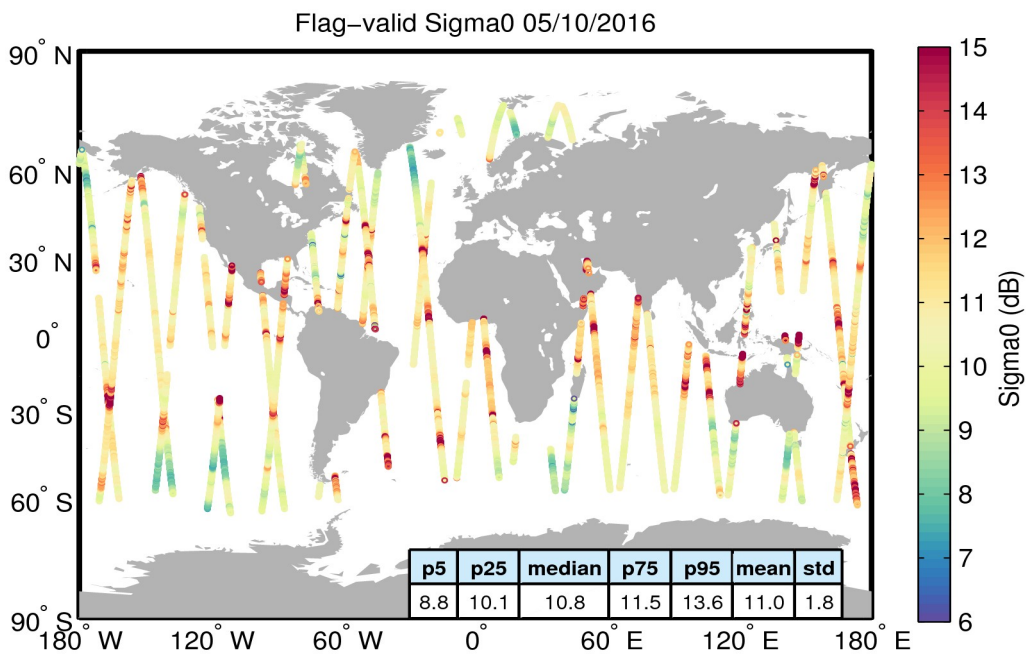 Flag−valid Sigma0 05/10/2016
90° N
60° N
30° N
0°
30° S
60° S
90° S
180° W
120° W
60° W
0°
60° E
120° E
180° E
p5 p25 median p75 p95 mean std
8.8 10.1 10.8 11.5 13.6 11.0 1.8
15
14
13
12
11
10
9
8
7
6
Sigma0 (dB)